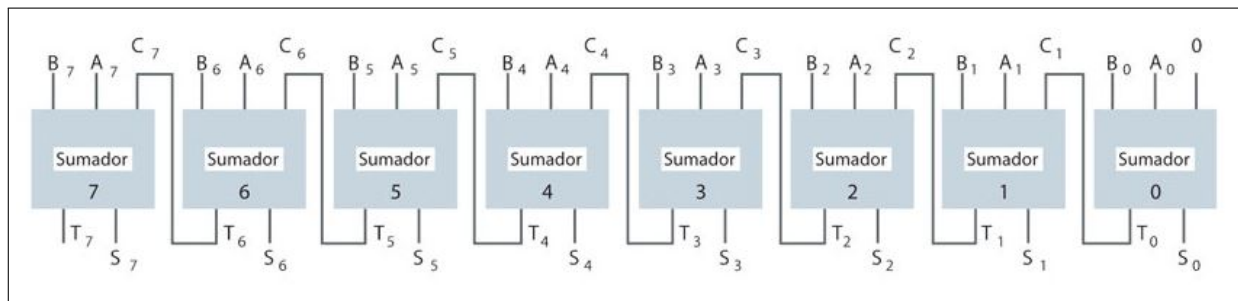 B7 A7 C7 B6 A6 C6 B5 A5 C5 B4 A4 C4 B3 A3 C3 B2 A2 C2 B1 A1 C1 B0 A0 0
Sumador Sumador Sumador Sumador Sumador Sumador Sumador Sumador
7 6 5 4 3 2 1 0
T7 T6 T5 T4 T3 T2 T1 T0
S7 S6 S5 S4 S3 S2 S1 S0